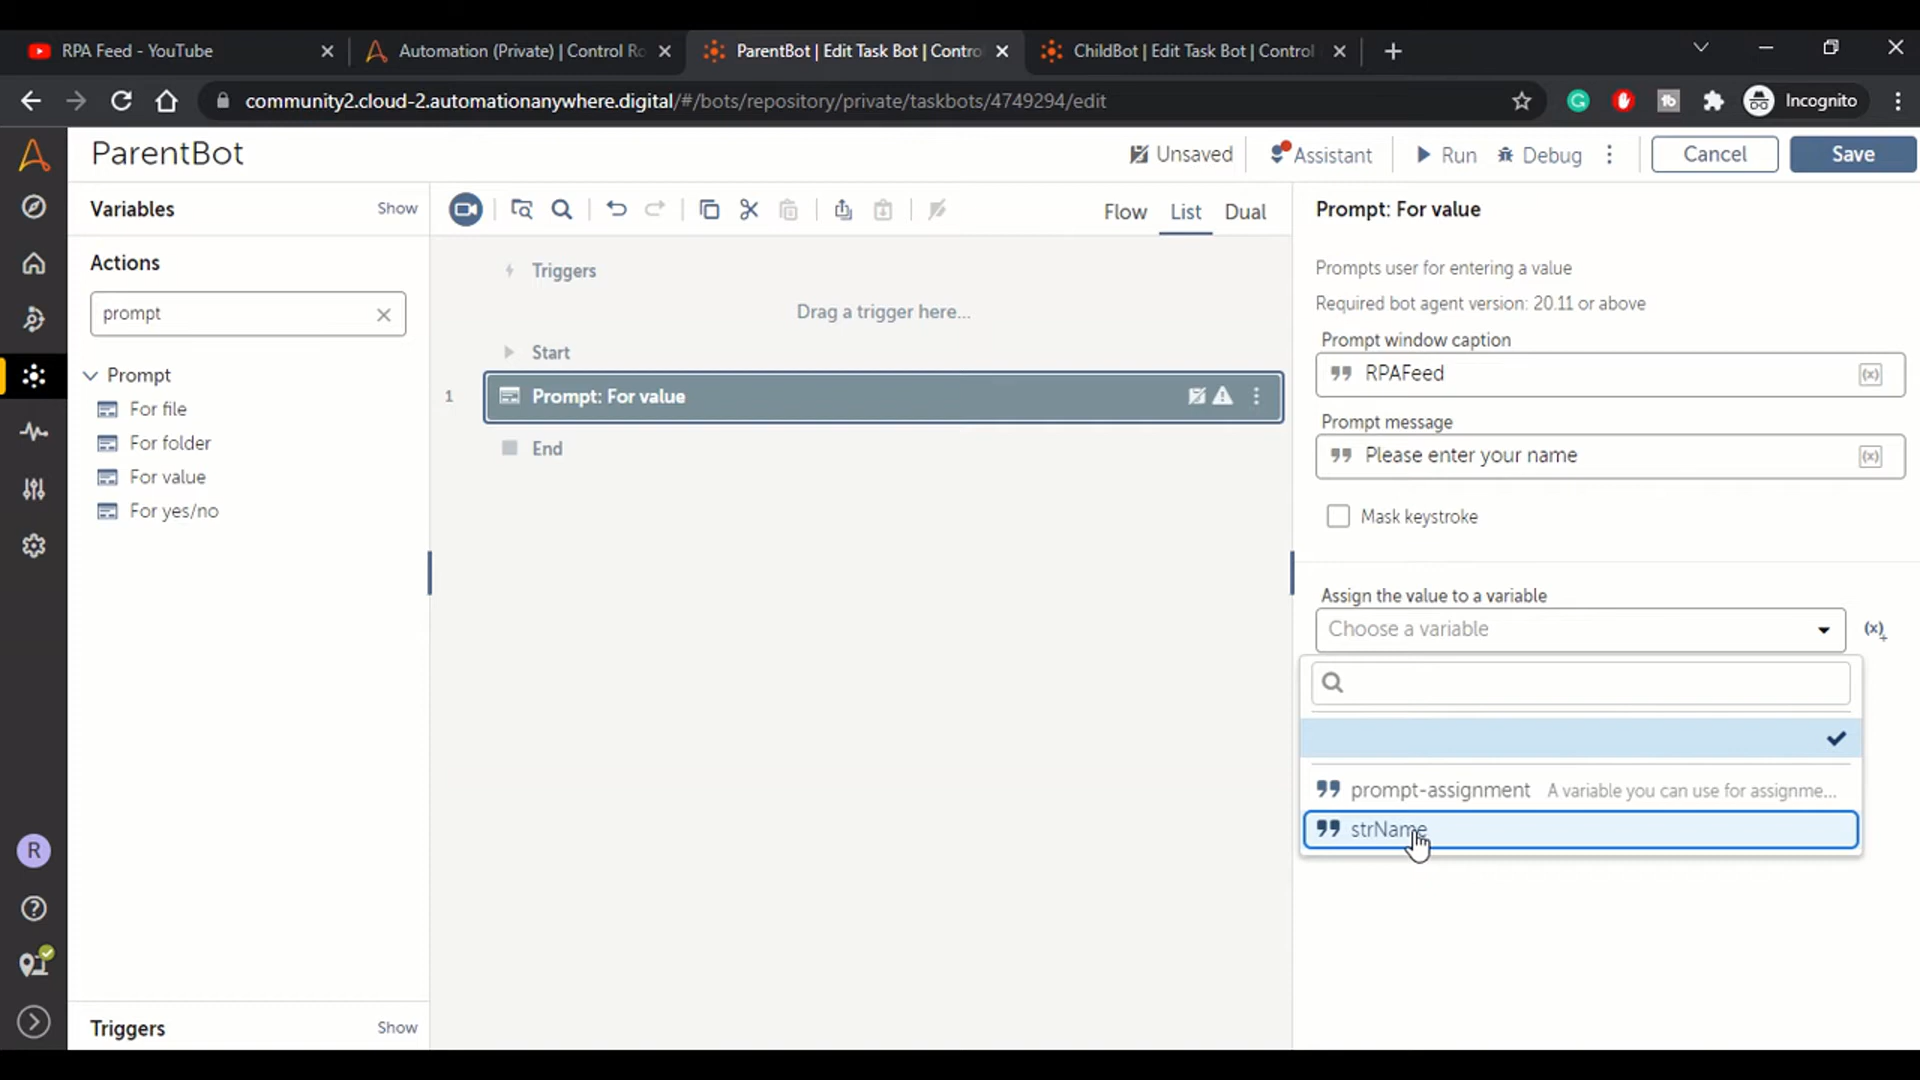 RPA Feed - YouTube
Automation (Private) | Control Ro
ParentBot | Edit Task Bot | Contro
ChildBot | Edit Task Bot | Control
community2.cloud-2.automationanywhere.digital/#/bots/repository/private/taskbots/4749294/edit
Incognito
ParentBot
Unsaved
Assistant
Run
Debug
Cancel
Save
Variables
Show
Flow
List
Dual
Actions
prompt
Prompt
For file
For folder
For value
For yes/no
Triggers
Show
Triggers
Drag a trigger here...
Start
1
Prompt: For value
End
Prompt: For value
Prompts user for entering a value
Required bot agent version: 20.11 or above
Prompt window caption
RPAFeed
(x)
Prompt message
Please enter your name
(x)
Mask keystroke
Assign the value to a variable
Choose a variable
(x)+
prompt-assignment A variable you can use for assignme...
strName
R